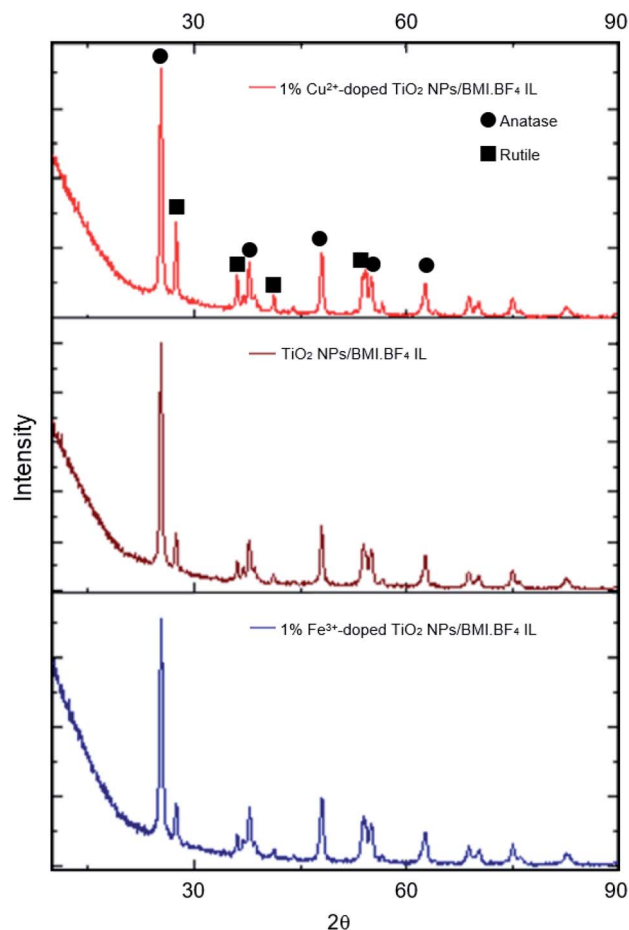 30 60 90
1% Cu²⁺-doped TiO₂ NPs/BMI.BF₄ IL
Anatase
Rutile
TiO₂ NPs/BMI.BF₄ IL
Intensity
1% Fe³⁺-doped TiO₂ NPs/BMI.BF₄ IL
30 60 90
2θ